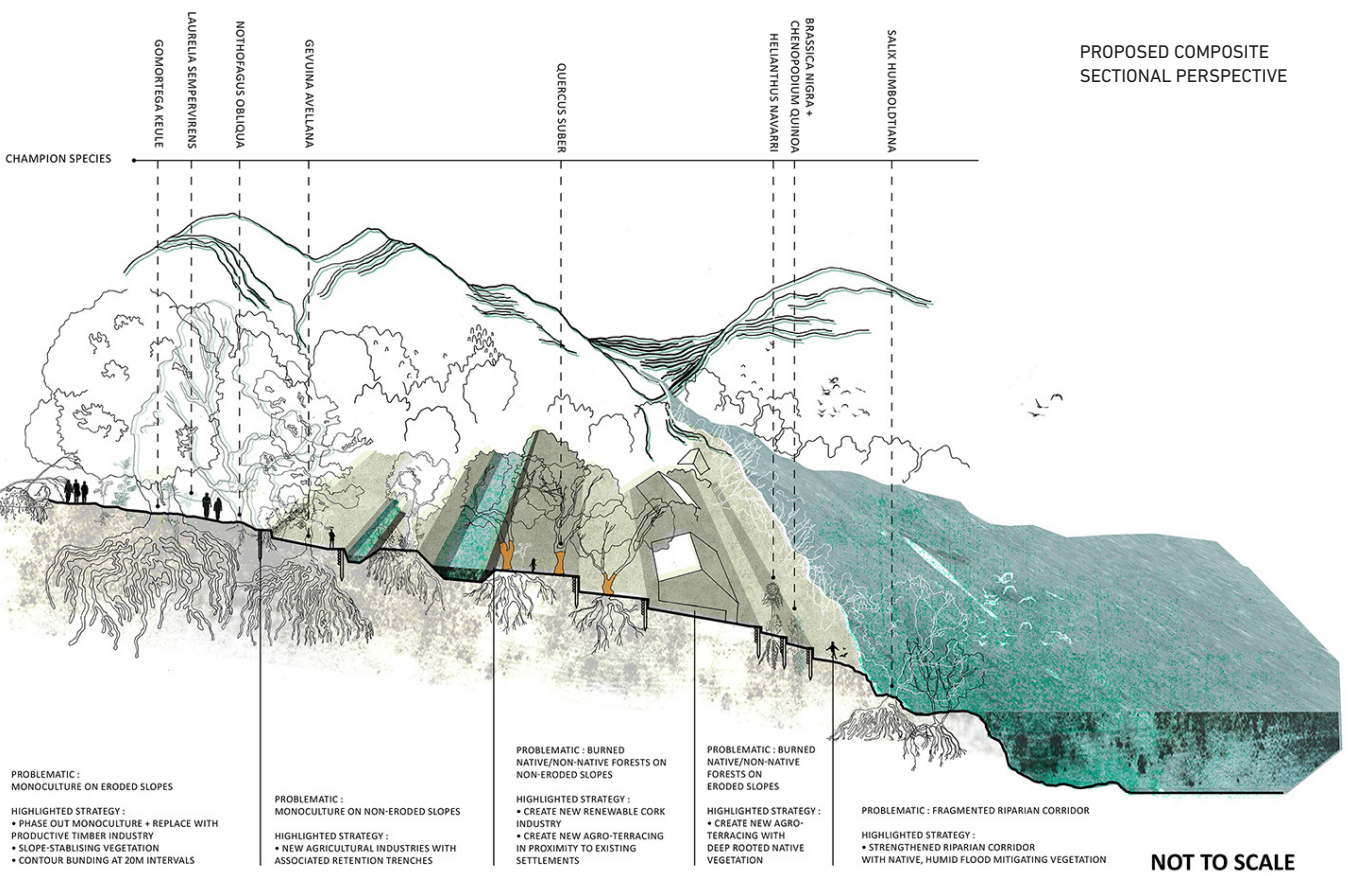 PROPOSED COMPOSITE
SECTIONAL PERSPECTIVE
GOMORTEGA KEULE
LAURELIA SEMPERVIRENS
NOTHOFAGUS OBLIQUA
GEVUINA AVELLANA
QUERCUS SUBER
HELIANTHUS NAVARRI
BRASSICA NIGRA +
CHENOPODIUM QUINOA
SALIX HUMBOLDTIANA
CHAMPION SPECIES
PROBLEMATIC :
MONOCULTURE ON ERODED SLOPES
HIGHLIGHTED STRATEGY :
• PHASE OUT MONOCULTURE + REPLACE WITH
PRODUCTIVE TIMBER INDUSTRY
• SLOPE-STABLISING VEGETATION
• CONTOUR BUNDING AT 20M INTERVALS
PROBLEMATIC :
MONOCULTURE ON NON-ERODED SLOPES
HIGHLIGHTED STRATEGY :
• NEW AGRICULTURAL INDUSTRIES WITH
ASSOCIATED RETENTION TRENCHES
PROBLEMATIC : BURNED
NATIVE/NON-NATIVE FORESTS ON
NON-ERODED SLOPES
HIGHLIGHTED STRATEGY :
• CREATE NEW RENEWABLE CORK
INDUSTRY
• CREATE NEW AGRO-TERRACING
IN PROXIMITY TO EXISTING
SETTLEMENTS
PROBLEMATIC : BURNED
NATIVE/NON-NATIVE
FORESTS ON
ERODED SLOPES
HIGHLIGHTED STRATEGY :
• CREATE NEW AGRO-
TERRACING WITH
DEEP ROOTED NATIVE
VEGETATION
PROBLEMATIC : FRAGMENTED RIPARIAN CORRIDOR
HIGHLIGHTED STRATEGY :
• STRENGTHENED RIPARIAN CORRIDOR
WITH NATIVE, HUMID FLOOD MITIGATING VEGETATION
NOT TO SCALE